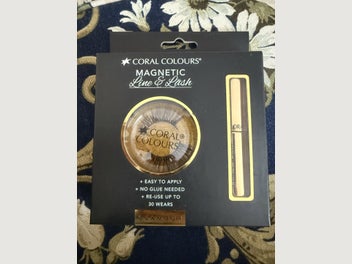 CORAL COLOURS®
MAGNETIC
Line & Lash
CORAL®
COLOURS
+ EASY TO APPLY
+ NO GLUE NEEDED
+ RE-USE UP TO
30 WEARS